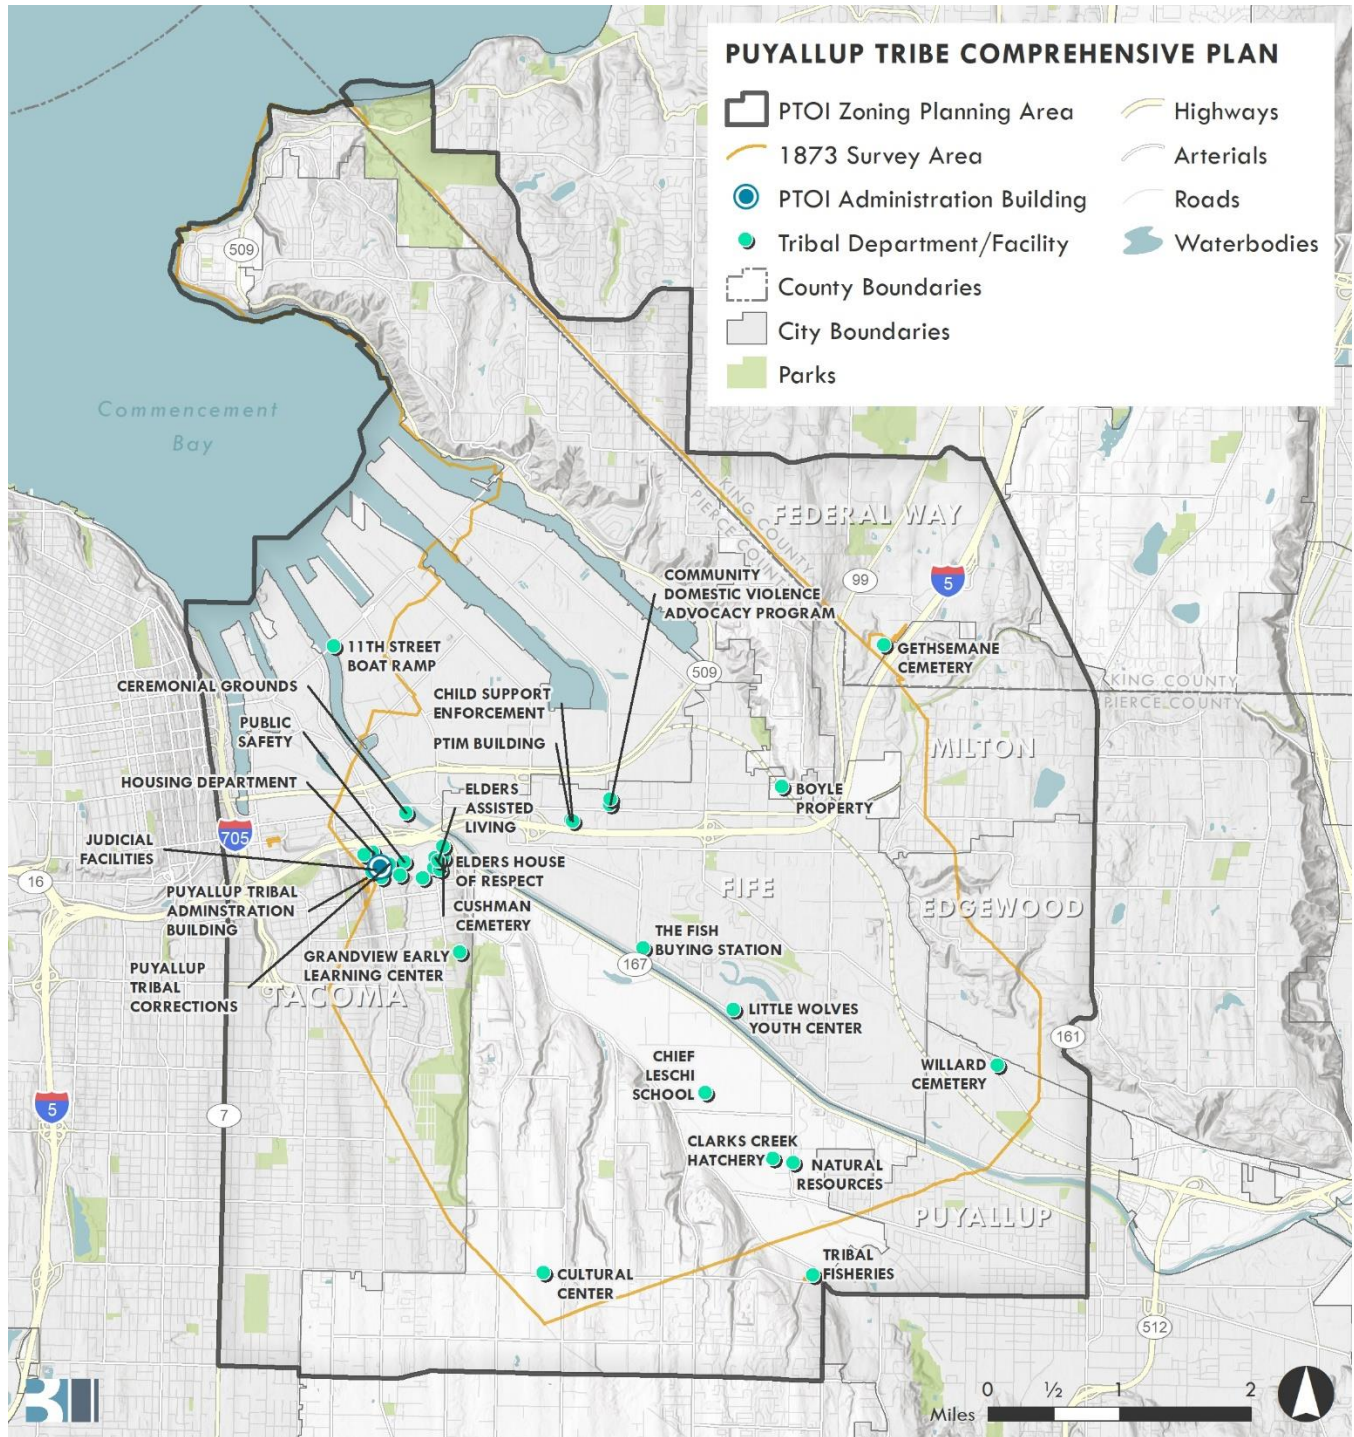 PUYALLUP TRIBE COMPREHENSIVE PLAN
PTOI Zoning Planning Area
1873 Survey Area
PTOI Administration Building
Tribal Department/Facility
County Boundaries
City Boundaries
Parks
Highways
Arterials
Roads
Waterbodies
509
Commencement
Bay
KING COUNTY
PIERCE COUNTY
FEDERAL WAY
99
5
COMMUNITY
DOMESTIC VIOLENCE
ADVOCACY PROGRAM
11TH STREET
BOAT RAMP
GETHSEMANE
CEMETERY
509
KING COUNTY
PIERCE COUNTY
CEREMONIAL GROUNDS
CHILD SUPPORT
ENFORCEMENT
PUBLIC
SAFETY
PTIM BUILDING
MILTON
HOUSING DEPARTMENT
ELDERS
ASSISTED
LIVING
BOYLE
PROPERTY
705
JUDICIAL
FACILITIES
16
ELDERS HOUSE
OF RESPECT
PUYALLUP TRIBAL
ADMINSTRATION
BUILDING
CUSHMAN
CEMETERY
FIFE
EDGEWOOD
THE FISH
BUYING STATION
167
GRANDVIEW EARLY
LEARNING CENTER
PUYALLUP
TRIBAL
CORRECTIONS
TACOMA
LITTLE WOLVES
YOUTH CENTER
161
CHIEF
LESCHI
SCHOOL
WILLARD
CEMETERY
5
7
CLARKS CREEK
HATCHERY
NATURAL
RESOURCES
PUYALLUP
TRIBAL
FISHERIES
CULTURAL
CENTER
512
0 ½ 1 2
Miles